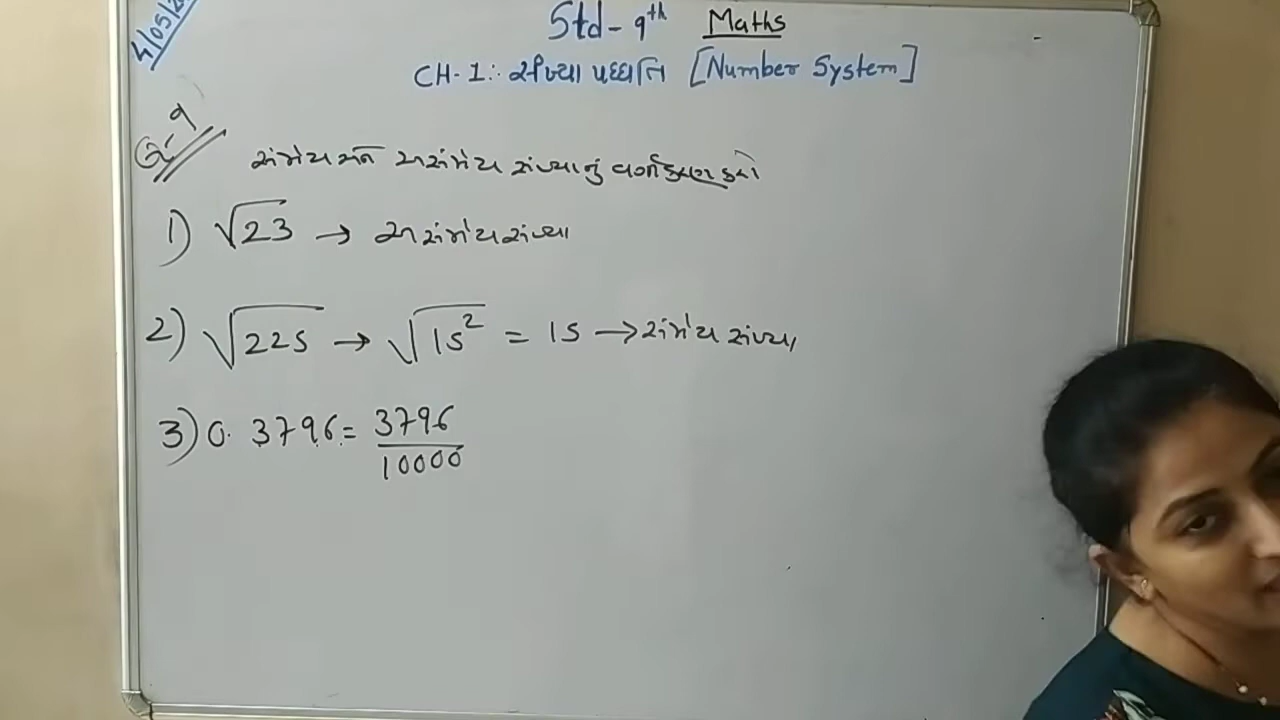 4/05/2
Std - 9th Maths
CH-1: સંખ્યા પદ્ધતિ [Number System]
Q-9
સંમેય અને અસંમેય સંખ્યાનું વર્ગીકરણ કરો
1) √23 → અસંમેય સંખ્યા
2) √225 → √15² = 15 → સંમેય સંખ્યા
3) 0.3796 = 3796/10000